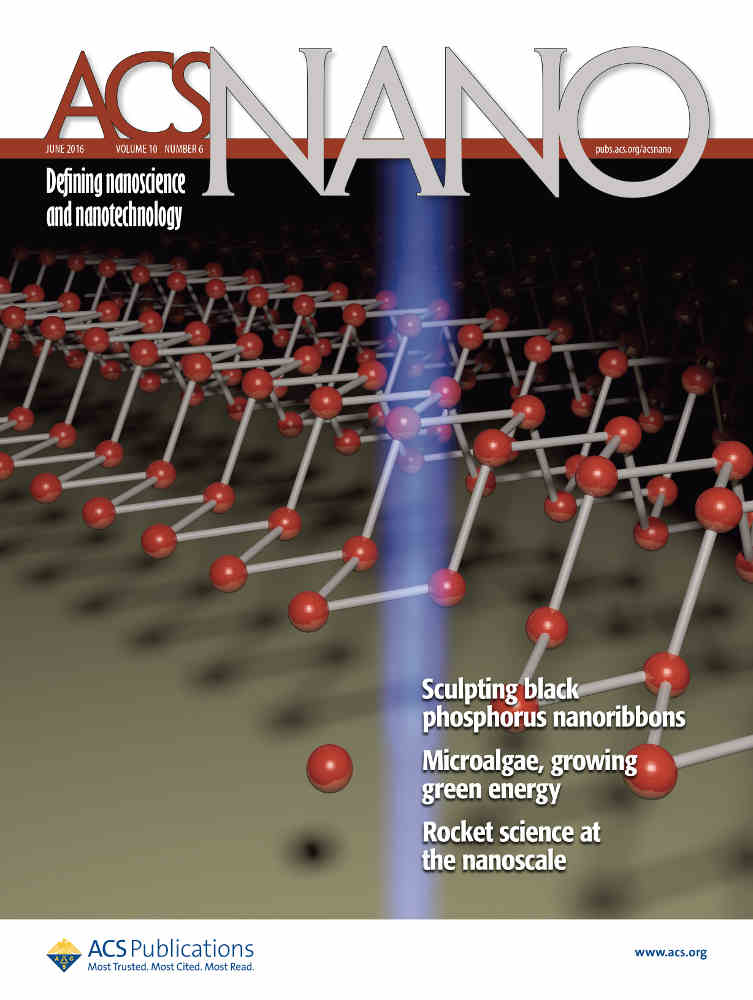 ACS NANO
JUNE 2016 VOLUME 10 NUMBER 6 pubs.acs.org/acsnano
Defining nanoscience
and nanotechnology
Sculpting black
phosphorus nanoribbons
Microalgae, growing
green energy
Rocket science at
the nanoscale
ACS Publications
Most Trusted. Most Cited. Most Read.
www.acs.org